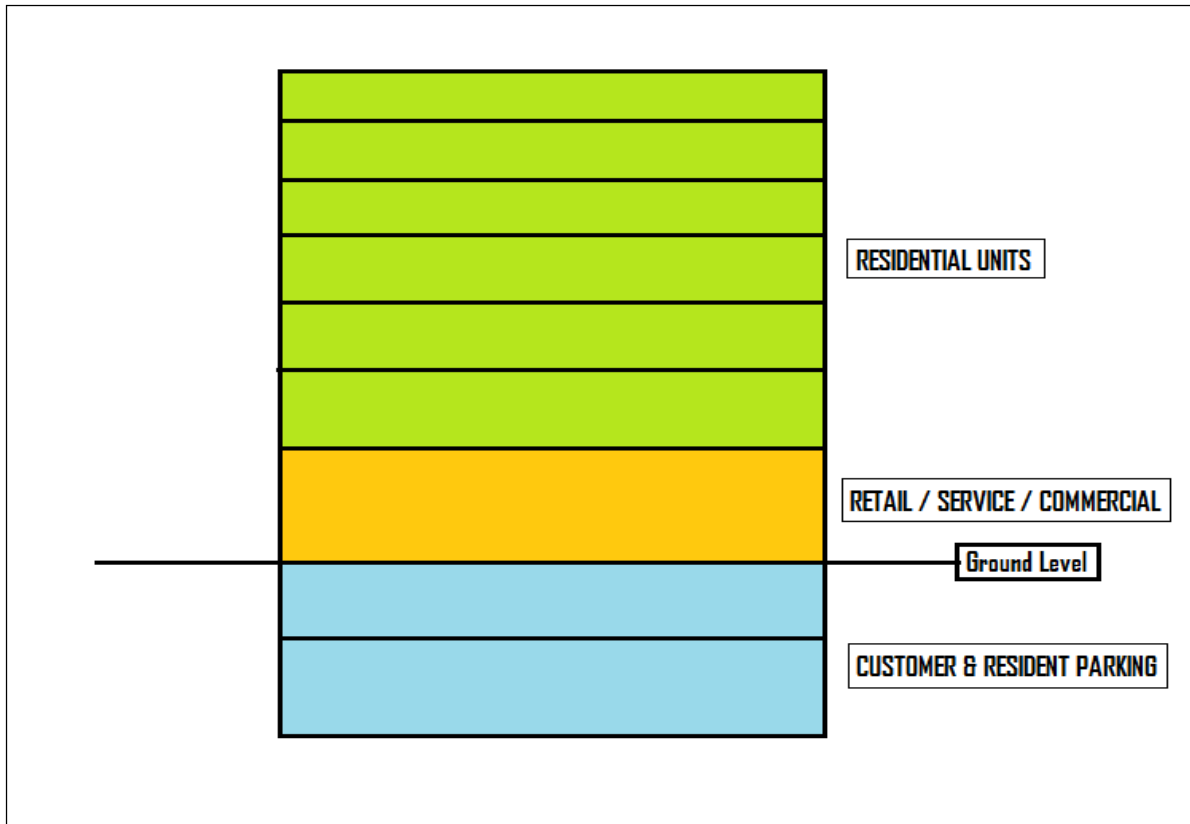 RESIDENTIAL UNITS
RETAIL / SERVICE / COMMERCIAL
Ground Level
CUSTOMER & RESIDENT PARKING